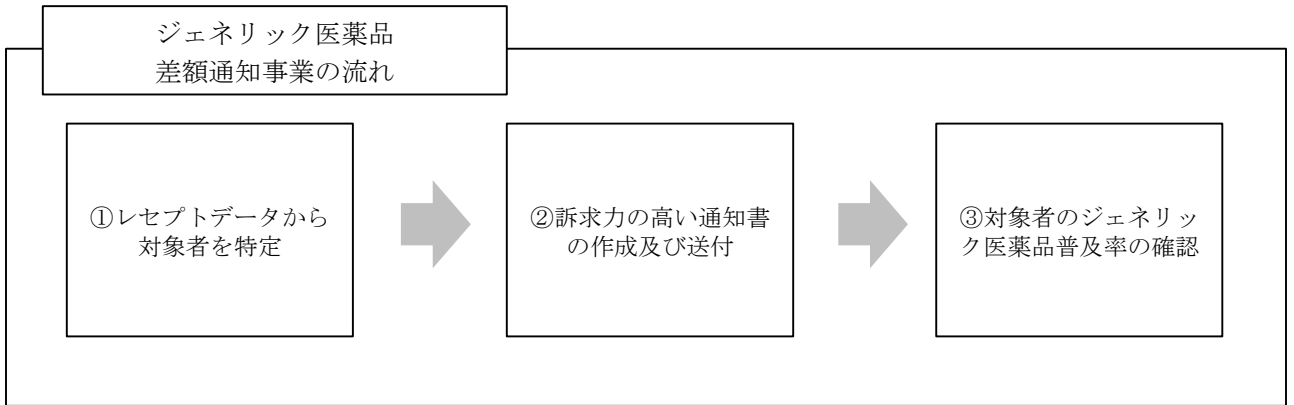 ジェネリック医薬品
差額通知事業の流れ
①レセプトデータから
対象者を特定
②訴求力の高い通知書
の作成及び送付
③対象者のジェネリッ
ク医薬品普及率の確認